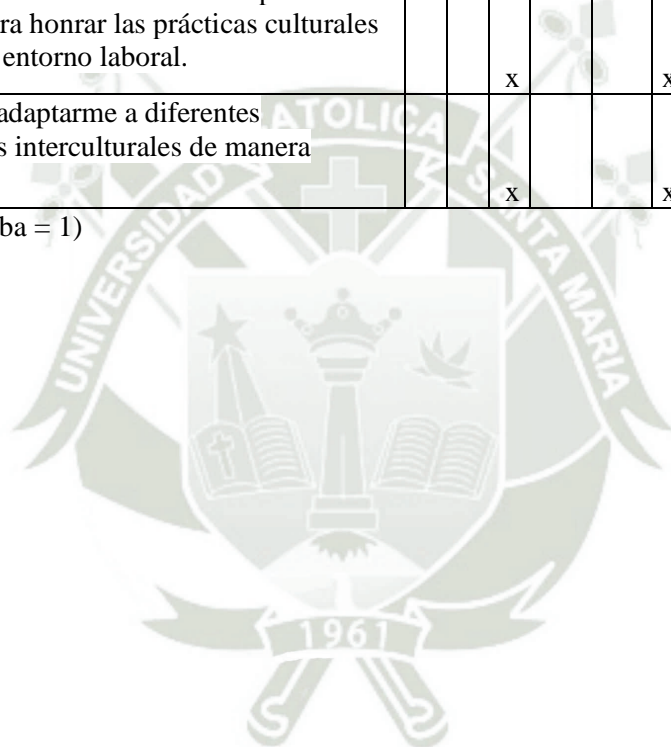 ra honrar las prácticas culturales
entorno laboral.
x x
adaptarme a diferentes
s interculturales de manera
x x
ba = 1)
UNIVERSIDAD CATOLICA SANTA MARIA
1961